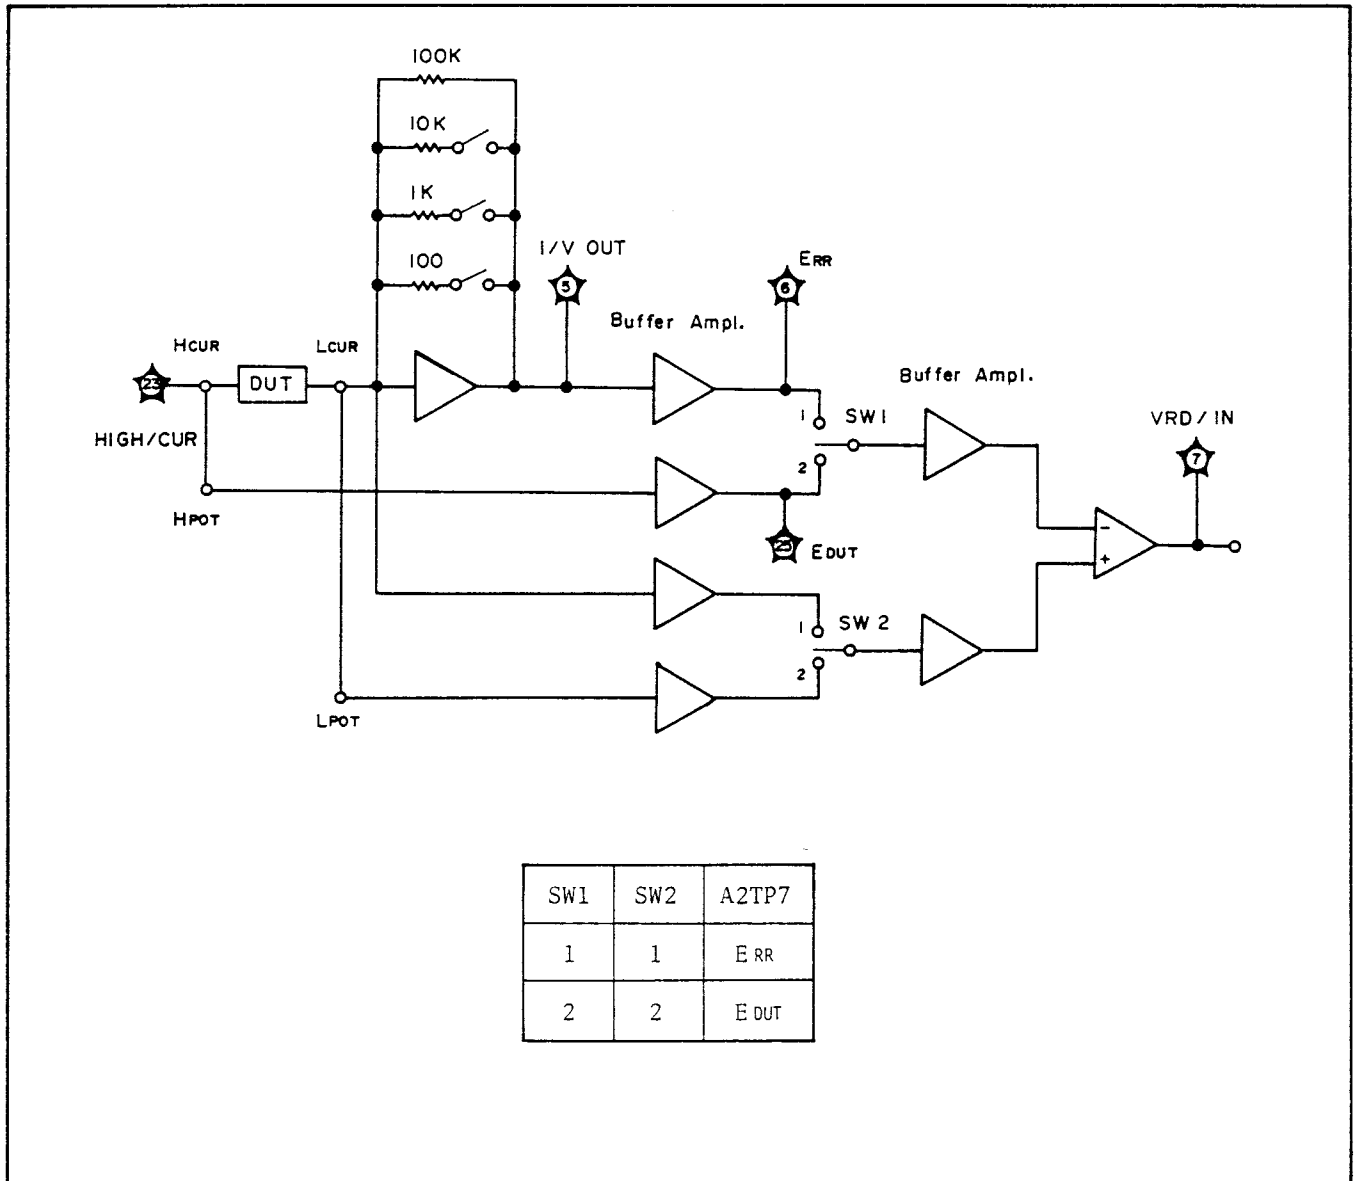 100K
10K
1K
100
I/V OUT
5
ERR
6
Buffer Ampl.
HCUR
LCUR
23
DUT
Buffer Ampl.
1
SW1
VRD/IN
HIGH/CUR
2
7
HPOT
25
EDUT
-
+
1
SW 2
2
LPOT
SW1 SW2 A2TP7
1 1 ERR
2 2 EDUT